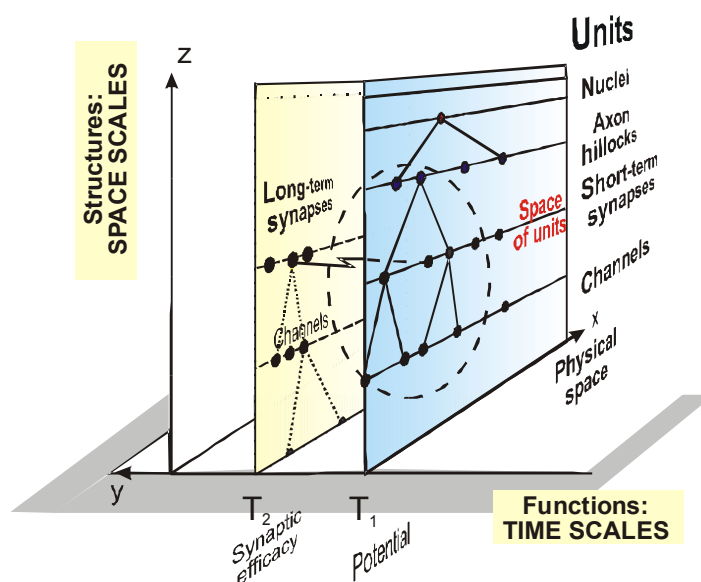 Structures:
SPACE SCALES
z
Units
Nuclei
Axon
hillocks
Short-term
synapses
Channels
Long-term
synapses
Space
of units
Channels
x
Physical
space
y
T2
T1
Synaptic
efficacy
Potential
Functions:
TIME SCALES